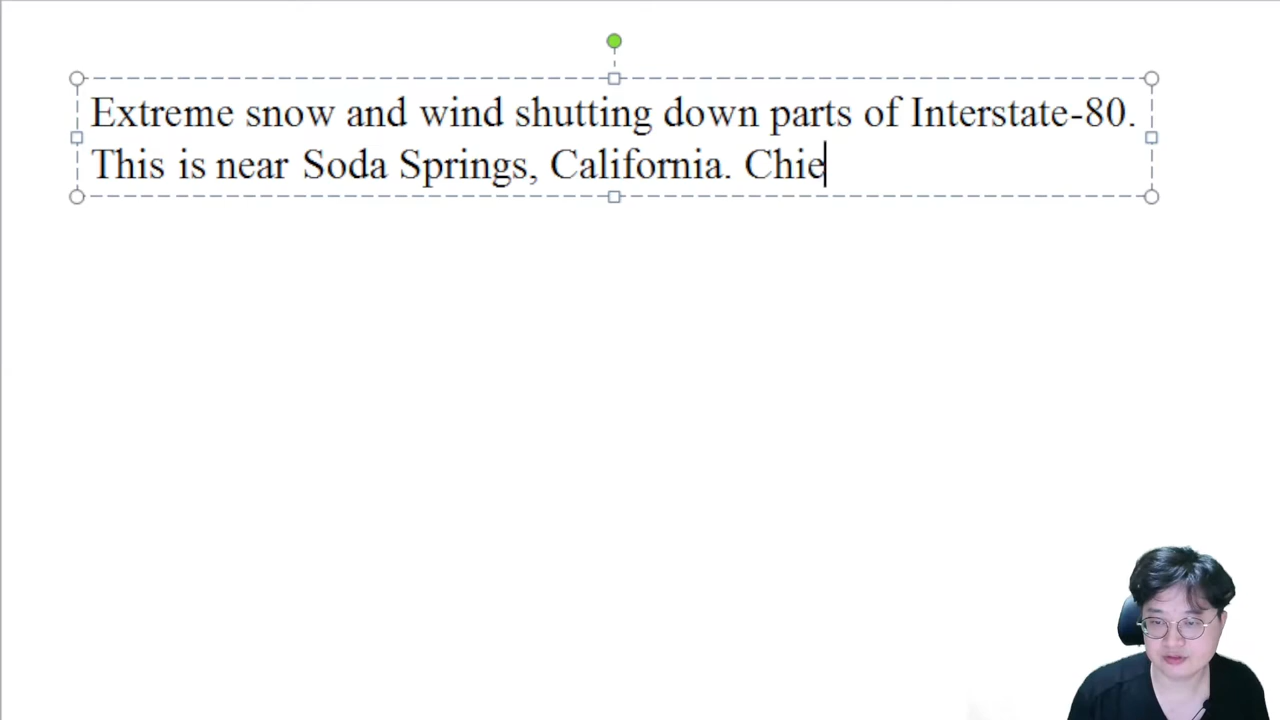 Extreme snow and wind shutting down parts of Interstate-80.
This is near Soda Springs, California. Chie